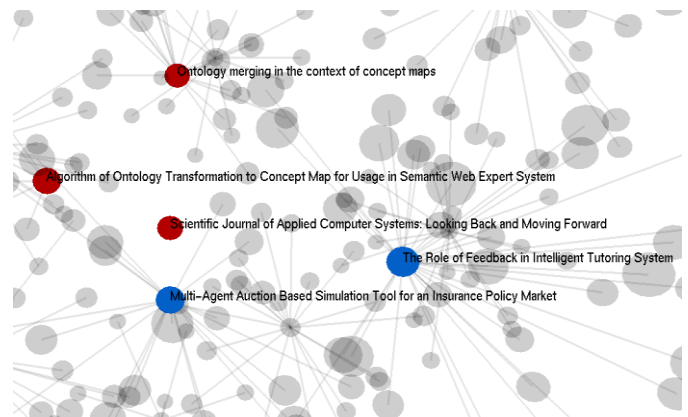 Ontology merging in the context of concept maps
Algorithm of Ontology Transformation to Concept Map for Usage in Semantic Web Expert System
Scientific Journal of Applied Computer Systems: Looking Back and Moving Forward
The Role of Feedback in Intelligent Tutoring System
Multi-Agent Auction Based Simulation Tool for an Insurance Policy Market